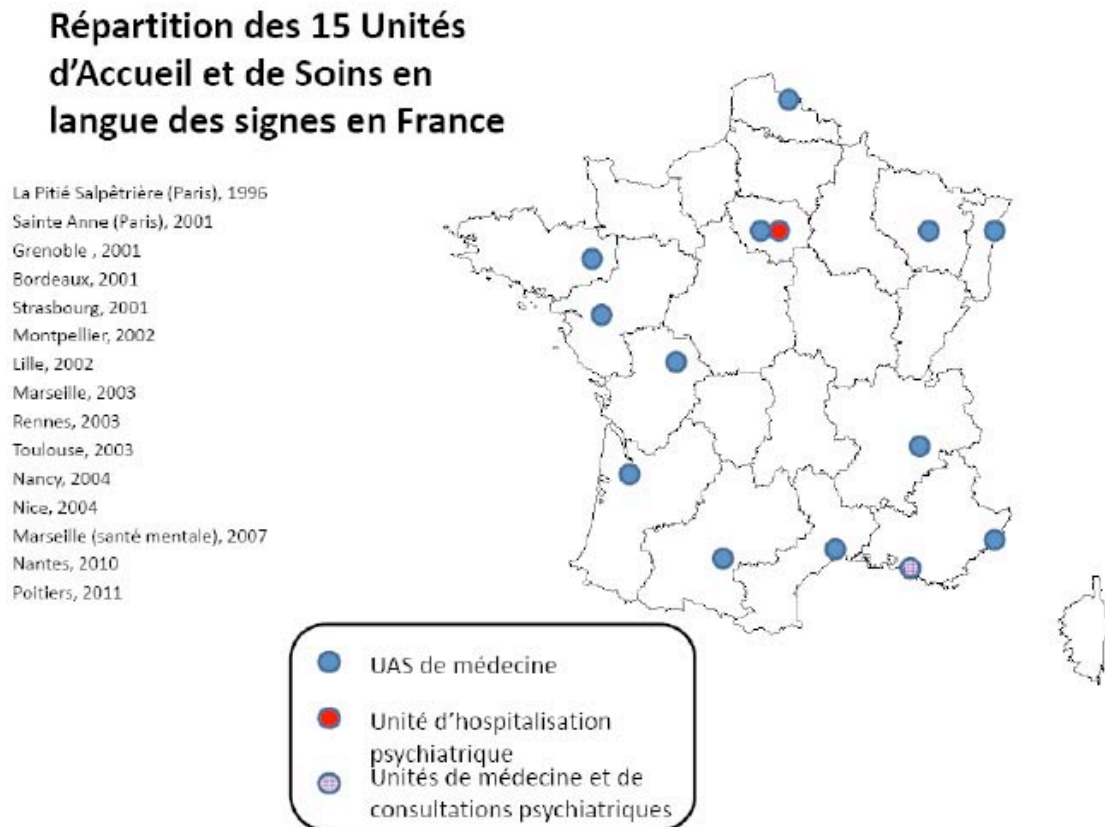 Répartition des 15 Unités
d'Accueil et de Soins en
langue des signes en France
La Pitié Salpêtrière (Paris), 1996
Sainte Anne (Paris), 2001
Grenoble , 2001
Bordeaux, 2001
Strasbourg, 2001
Montpellier, 2002
Lille, 2002
Marseille, 2003
Rennes, 2003
Toulouse, 2003
Nancy, 2004
Nice, 2004
Marseille (santé mentale), 2007
Nantes, 2010
Poitiers, 2011
UAS de médecine
Unité d'hospitalisation
psychiatrique
Unités de médecine et de
consultations psychiatriques